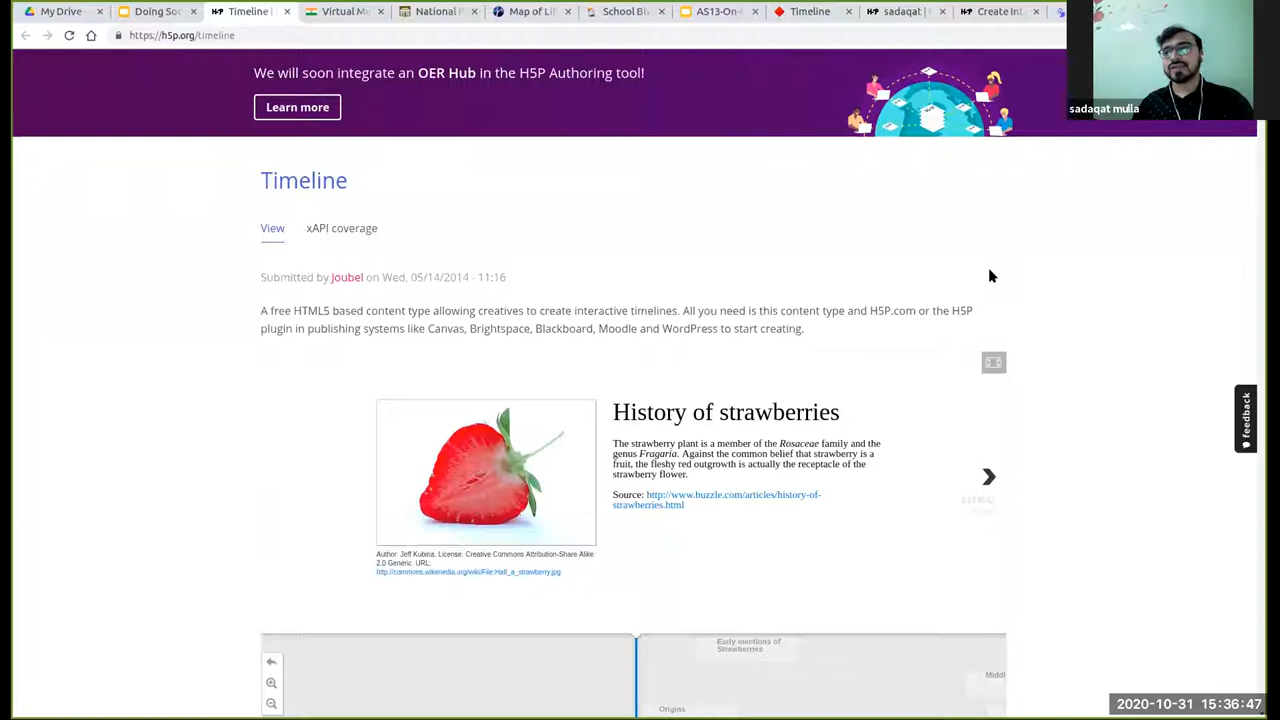 My Drive -
Doing Soc
Timeline |
Virtual M
National P
Map of Li
School Bl
AS13-On-
Timeline
sadaqat |
Create Int
https://h5p.org/timeline
We will soon integrate an OER Hub in the H5P Authoring tool!
Learn more
sadaqat mulla
Timeline
View
xAPI coverage
Submitted by Joubel on Wed, 05/14/2014 - 11:16
A free HTML5 based content type allowing creatives to create interactive timelines. All you need is this content type and H5P.com or the H5P
plugin in publishing systems like Canvas, Brightspace, Blackboard, Moodle and WordPress to start creating.
History of strawberries
The strawberry plant is a member of the Rosaceae family and the
genus Fragaria. Against the common belief that strawberry is a
fruit, the fleshy red outgrowth is actually the receptacle of the
strawberry flower.
Source: http://www.buzzle.com/articles/history-of-
strawberries.html
Author: Jeff Kubina. License. Creative Commons Attribution-Share Alike
2.0 Generic. URL:
http://commons.wikimedia.org/wiki/File:Half_a_strawberry.jpg
feedback
Early mentions of
Strawberries
Middl
Origins
2020-10-31 15:36:47